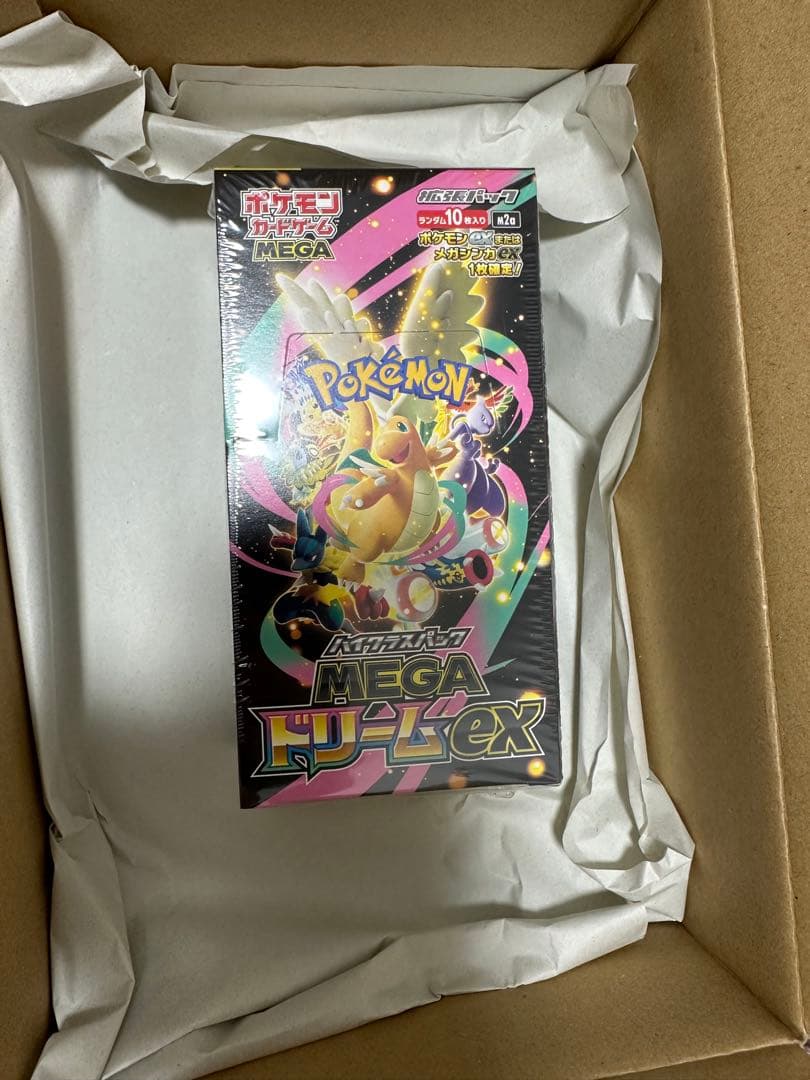 ポケモン
カードゲーム
MEGA
拡張パック
ランダム10枚入り M2a
ポケモンexまたは
メガシンカex
1枚確定!
POKÉMON
ハイクラスパック
MEGA
ドリームex